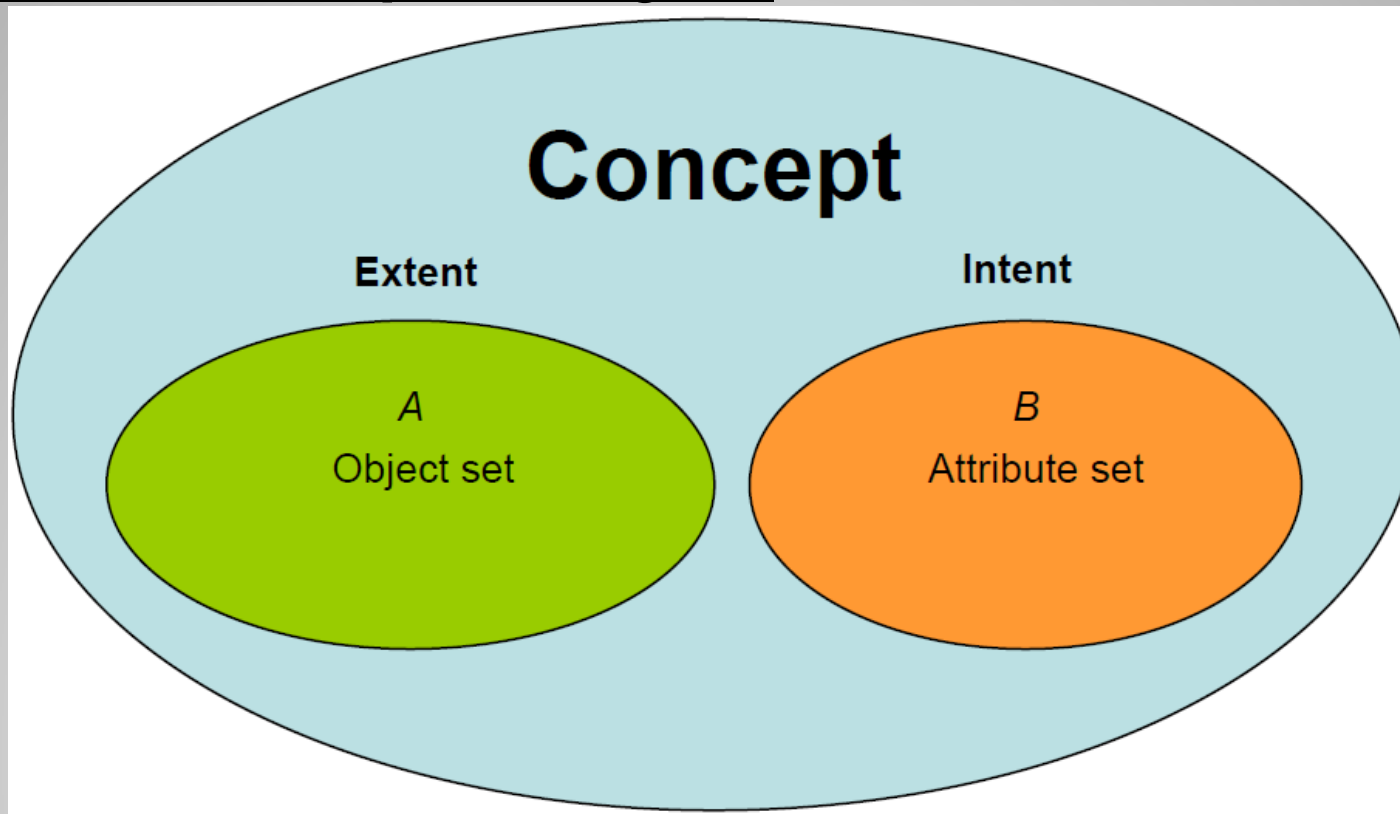 Concept
Extent
Intent
A
Object set
B
Attribute set